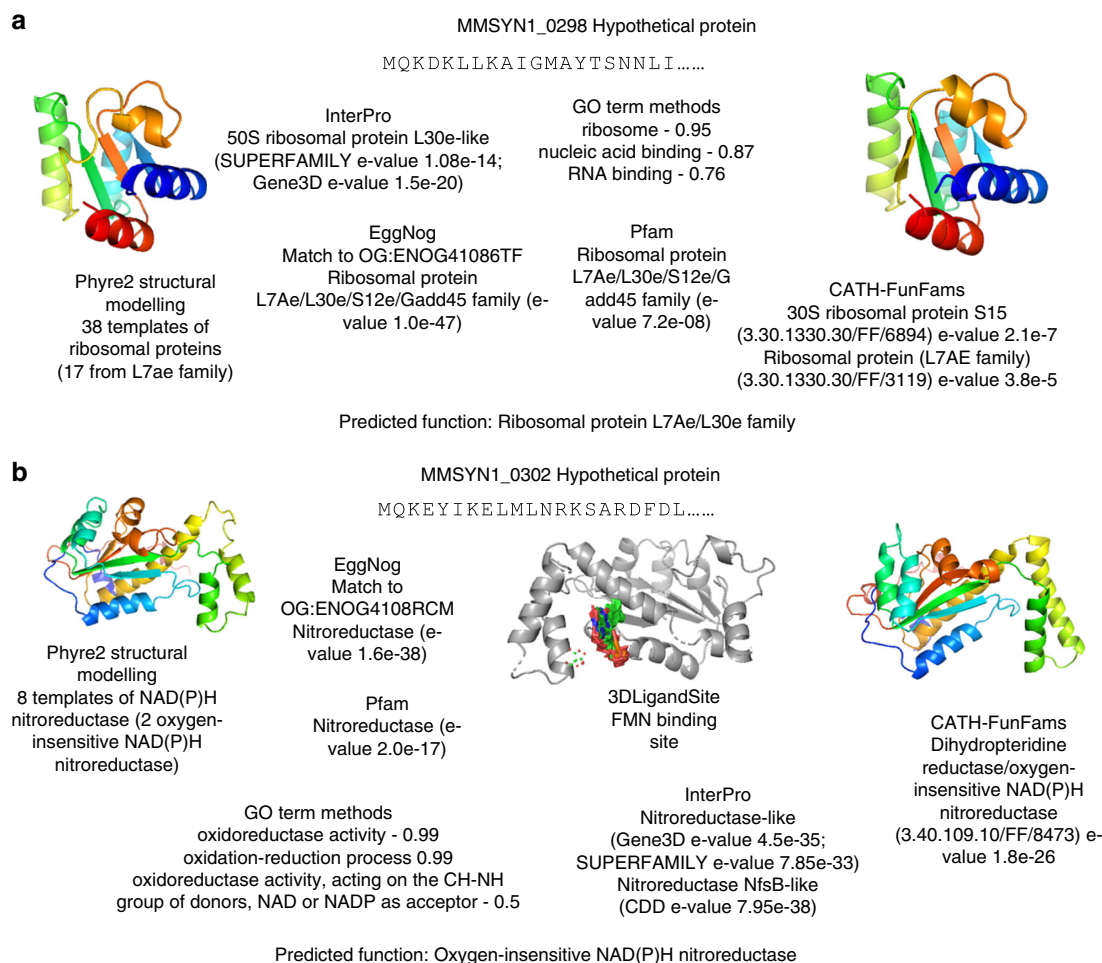 a
MMSYN1_0298 Hypothetical protein
MQKDKLLKAIGMAYTSNNLI......
InterPro
50S ribosomal protein L30e-like
(SUPERFAMILY e-value 1.08e-14;
Gene3D e-value 1.5e-20)
GO term methods
ribosome - 0.95
nucleic acid binding - 0.87
RNA binding - 0.76
Phyre2 structural
modelling
38 templates of
ribosomal proteins
(17 from L7ae family)
EggNog
Match to OG:ENOG41086TF
Ribosomal protein
L7Ae/L30e/S12e/Gadd45 family (e-
value 1.0e-47)
Pfam
Ribosomal protein
L7Ae/L30e/S12e/G
add45 family (e-
value 7.2e-08)
CATH-FunFams
30S ribosomal protein S15
(3.30.1330.30/FF/6894) e-value 2.1e-7
Ribosomal protein (L7AE family)
(3.30.1330.30/FF/3119) e-value 3.8e-5
Predicted function: Ribosomal protein L7Ae/L30e family
b
MMSYN1_0302 Hypothetical protein
MQKEYIKELMLNRKSARDFDL......
Phyre2 structural
modelling
8 templates of NAD(P)H
nitroreductase (2 oxygen-
insensitive NAD(P)H
nitroreductase)
EggNog
Match to
OG:ENOG4108RCM
Nitroreductase (e-
value 1.6e-38)
Pfam
Nitroreductase (e-
value 2.0e-17)
3DLigandSite
FMN binding
site
CATH-FunFams
Dihydropteridine
reductase/oxygen-
insensitive NAD(P)H
nitroreductase
(3.40.109.10/FF/8473) e-
value 1.8e-26
GO term methods
oxidoreductase activity - 0.99
oxidation-reduction process 0.99
oxidoreductase activity, acting on the CH-NH
group of donors, NAD or NADP as acceptor - 0.5
InterPro
Nitroreductase-like
(Gene3D e-value 4.5e-35;
SUPERFAMILY e-value 7.85e-33)
Nitroreductase NfsB-like
(CDD e-value 7.95e-38)
Predicted function: Oxygen-insensitive NAD(P)H nitroreductase